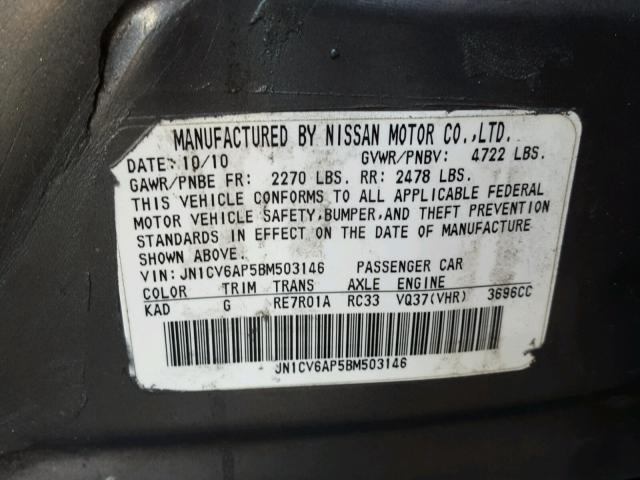 MANUFACTURED BY NISSAN MOTOR CO.,LTD.
DATE: 10/10 GVWR/PNBV: 4722 LBS.
GAWR/PNBE FR: 2270 LBS. RR: 2478 LBS.
THIS VEHICLE CONFORMS TO ALL APPLICABLE FEDERAL
MOTOR VEHICLE SAFETY,BUMPER,AND THEFT PREVENTION
STANDARDS IN EFFECT ON THE DATE OF MANUFACTURE
SHOWN ABOVE.
VIN: JN1CV6AP5BM503146 PASSENGER CAR
COLOR TRIM TRANS AXLE ENGINE
KAD G RE7R01A RC33 VQ37(VHR) 3696CC
JN1CV6AP5BM503146